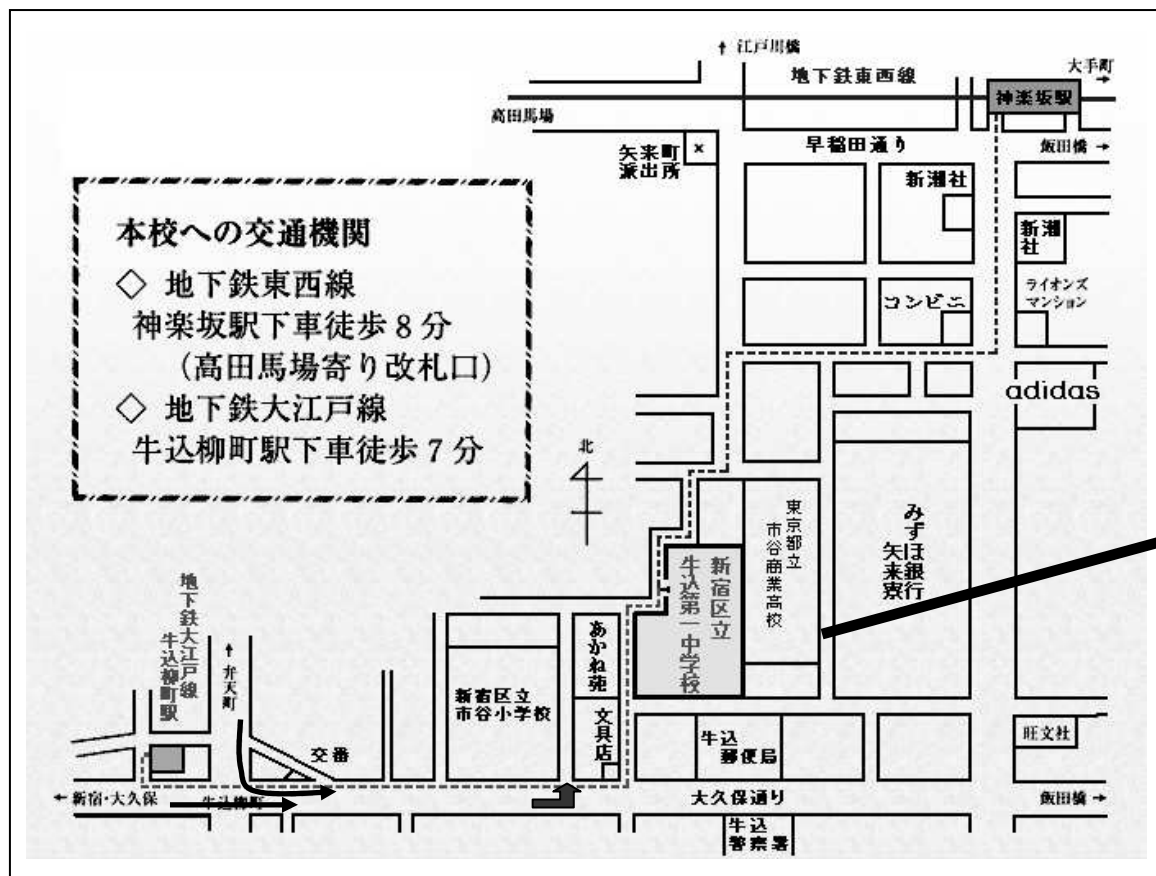 ↑ 江戸川橋
大手町 →
地下鉄東西線
神楽坂駅
高田馬場
矢来町
派出所
早稲田通り
飯田橋 →
新潮社
新潮
社
本校への交通機関
◇ 地下鉄東西線
神楽坂駅下車徒歩8分
(高田馬場寄り改札口)
◇ 地下鉄大江戸線
牛込柳町駅下車徒歩7分
コンビニ
ライオンズ
マンション
adidas
北
東京都立
市谷商業高校
みずほ銀行
矢来寮
新宿区立
牛込第一中学校
地下鉄大江戸線
牛込柳町駅
↑ 弁天町
あかね苑
新宿区立
市谷小学校
文具店
交番
牛込
郵便局
旺文社
← 新宿・大久保
牛込柳町
大久保通り
飯田橋 →
牛込
警察署